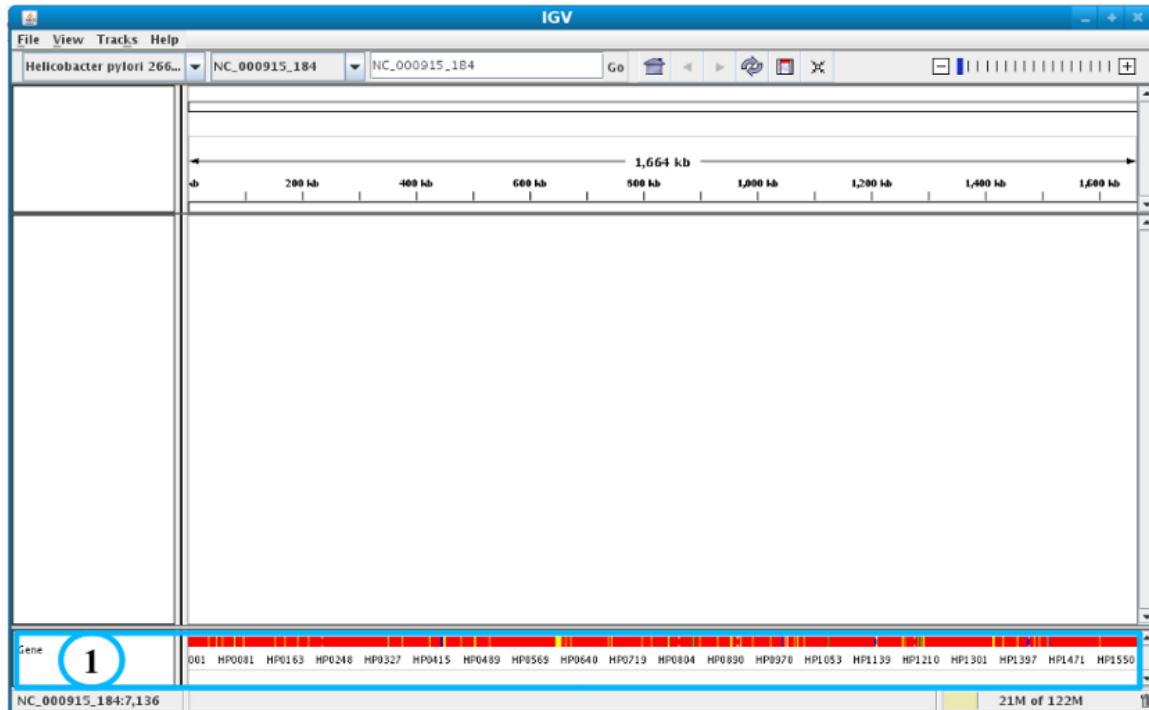 IGV
File View Tracks Help
Helicobacter pylori 266... NC_000915_184 NC_000915_184 Go
1,664 kb
kb 200 kb 400 kb 600 kb 800 kb 1,000 kb 1,200 kb 1,400 kb 1,600 kb
Gene
1
001 HP0081 HP0163 HP0248 HP0327 HP0415 HP0489 HP0569 HP0640 HP0719 HP0804 HP0890 HP0970 HP1053 HP1139 HP1210 HP1301 HP1397 HP1471 HP1550
NC_000915_184:7,136 21M of 122M